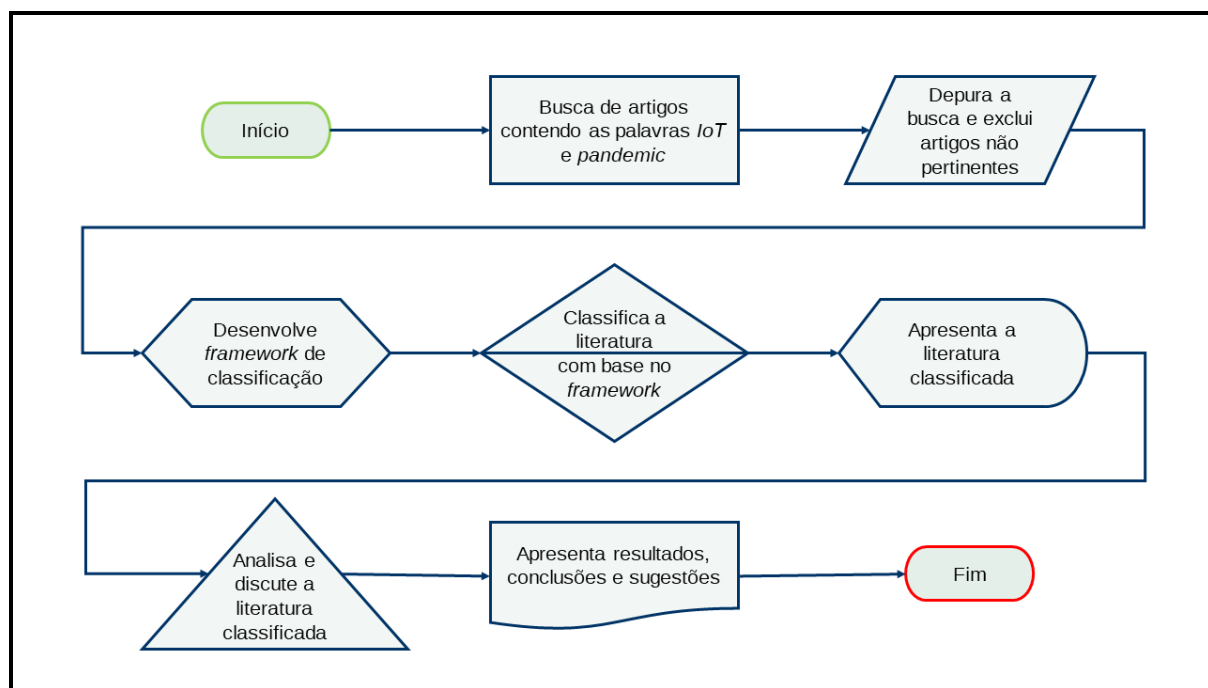 Início
Busca de artigos
contendo as palavras IoT
e pandemic
Depura a
busca e exclui
artigos não
pertinentes
Desenvolve
framework de
classificação
Classifica a
literatura
com base no
framework
Apresenta a
literatura
classificada
Analisa e
discute a
literatura
classificada
Apresenta resultados,
conclusões e sugestões
Fim